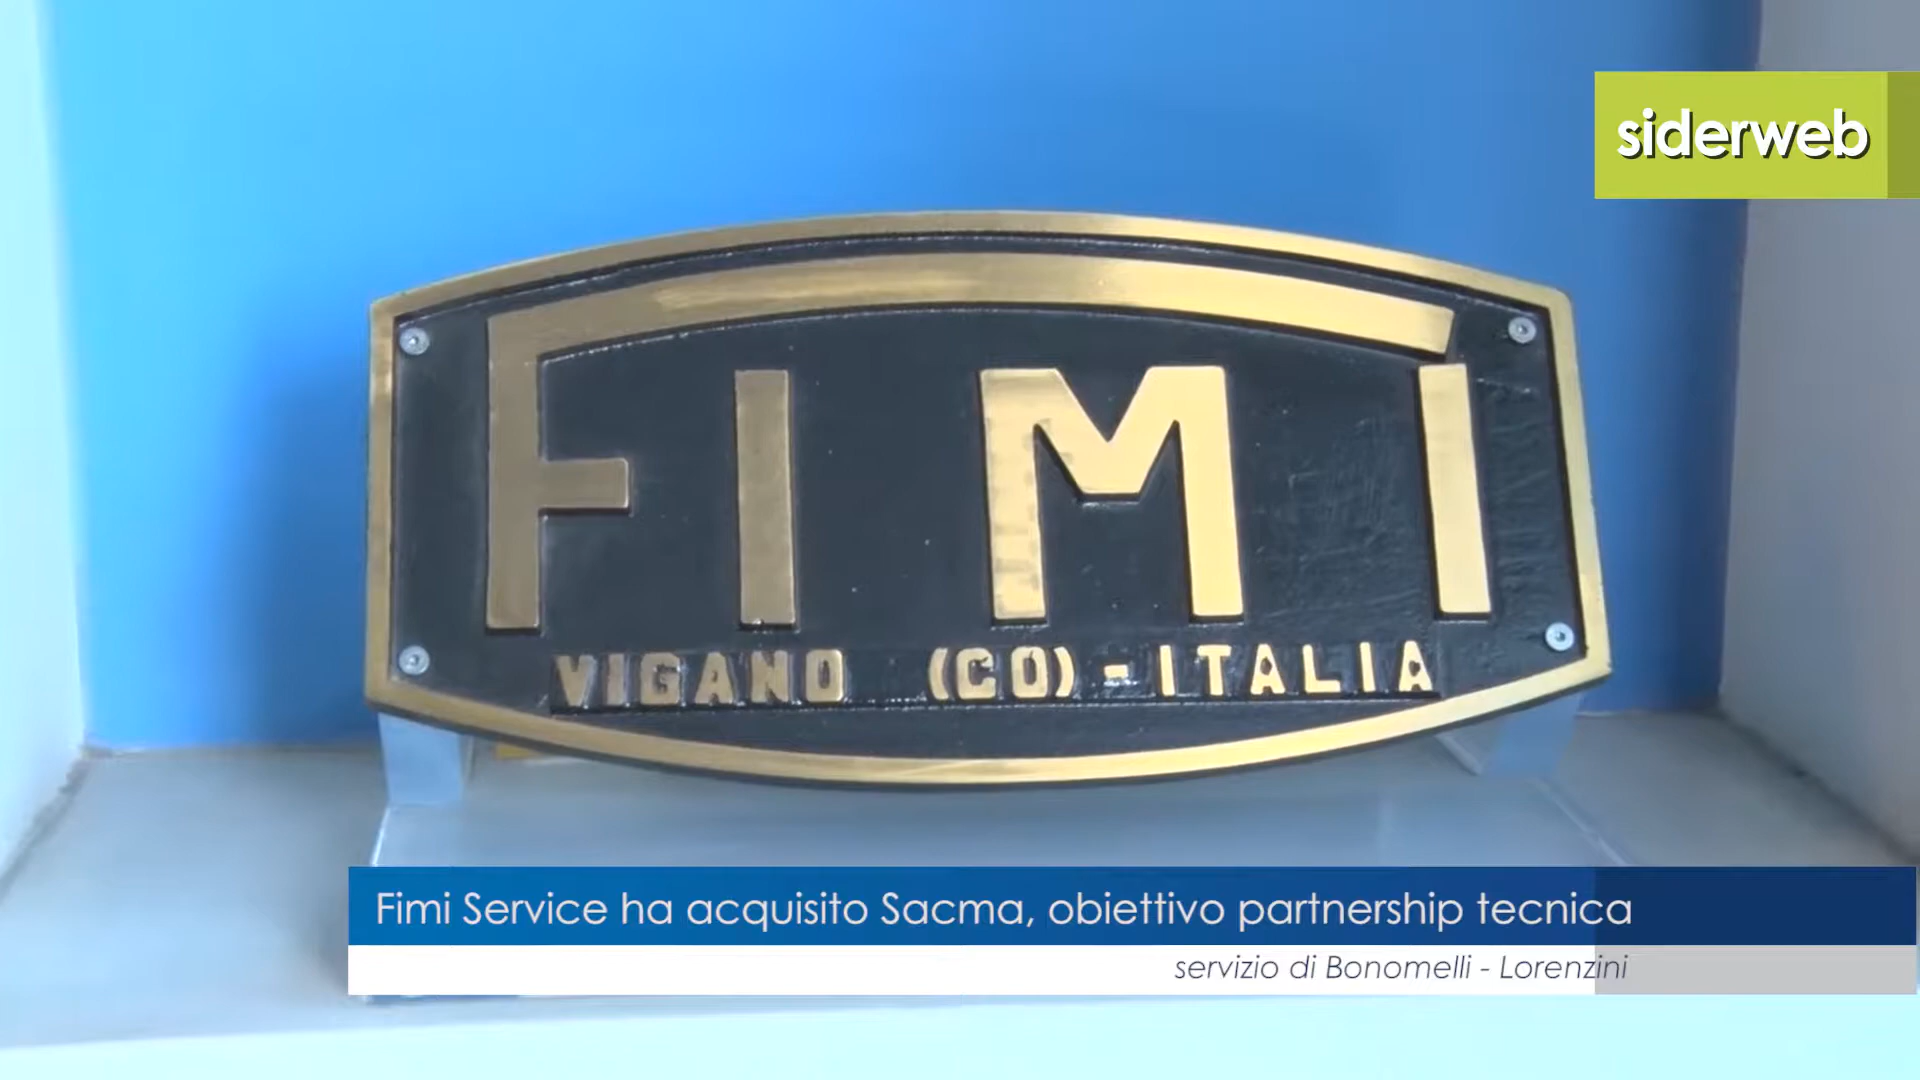 siderweb
FIMI
VIGANO (CO) - ITALIA
Fimi Service ha acquisito Sacma, obiettivo partnership tecnica
servizio di Bonomelli - Lorenzini